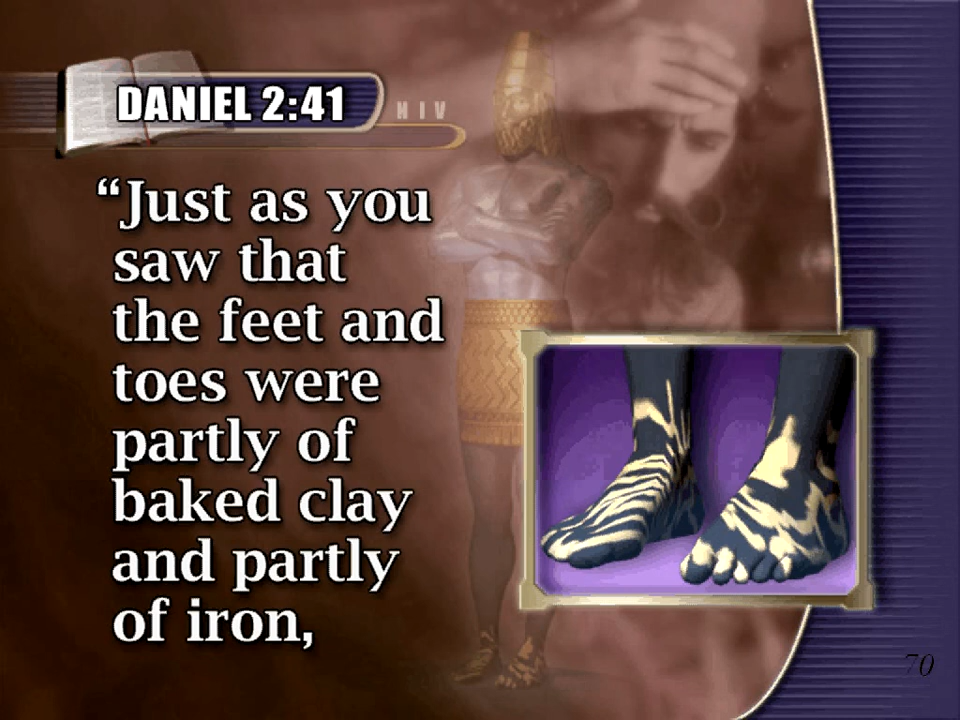 DANIEL 2:41 NIV
“Just as you
saw that
the feet and
toes were
partly of
baked clay
and partly
of iron,
70